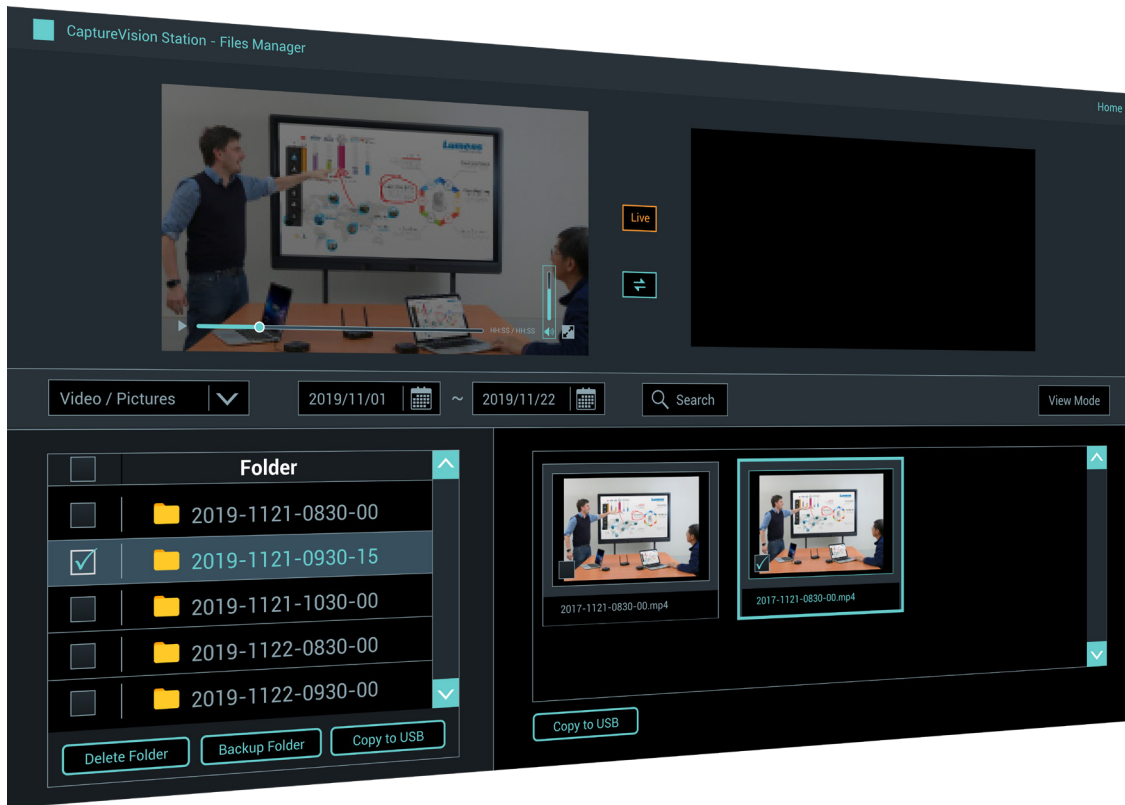 CaptureVision Station - Files Manager
Home
Lumens
Live
HH:SS / HH:SS
Video / Pictures
2019/11/01 ~ 2019/11/22
Search
View Mode
Folder
2019-1121-0830-00
2019-1121-0930-15
2019-1121-1030-00
2019-1122-0830-00
2019-1122-0930-00
Delete Folder
Backup Folder
Copy to USB
2017-1121-0830-00.mp4
2017-1121-0830-00.mp4
Copy to USB